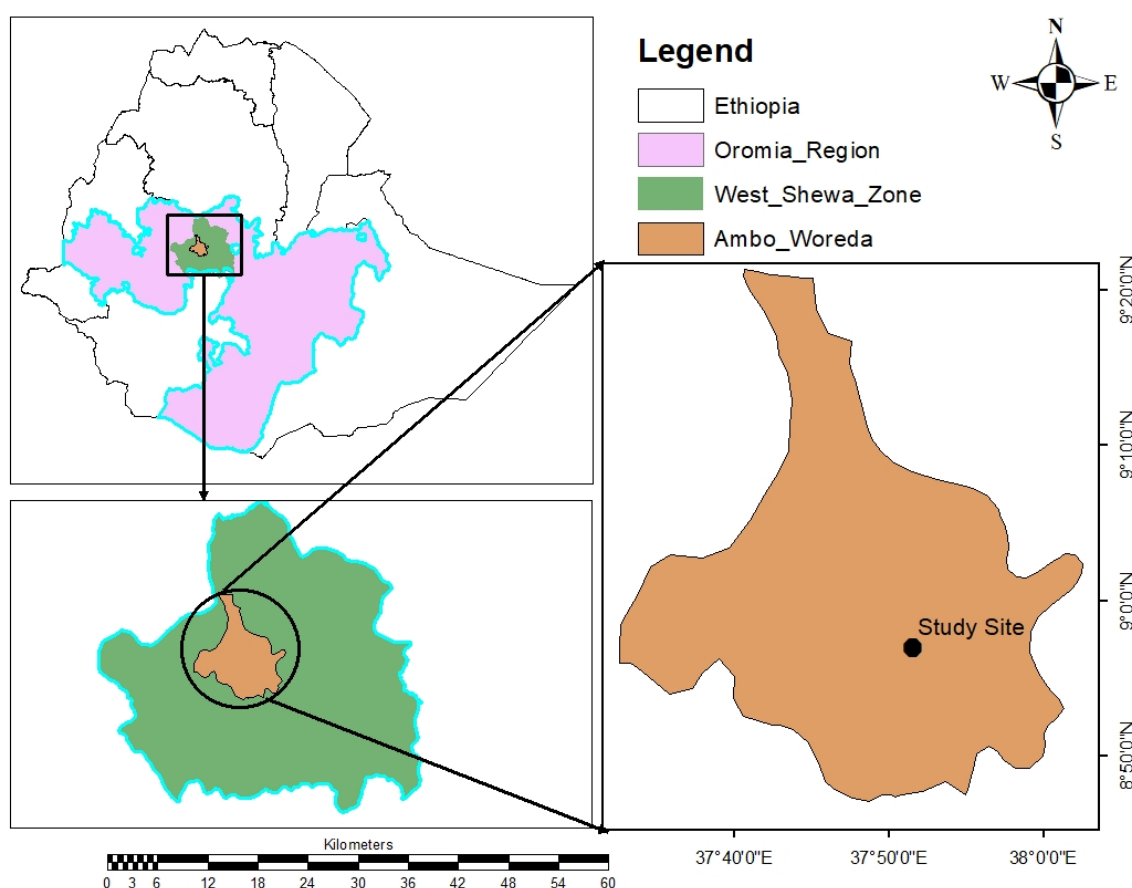 Legend
Ethiopia
Oromia_Region
West_Shewa_Zone
Ambo_Woreda
N
W
E
S
9°20'0"N
9°10'0"N
9°0'0"N
8°50'0"N
Study Site
37°40'0"E
37°50'0"E
38°0'0"E
Kilometers
0 3 6 12 18 24 30 36 42 48 54 60